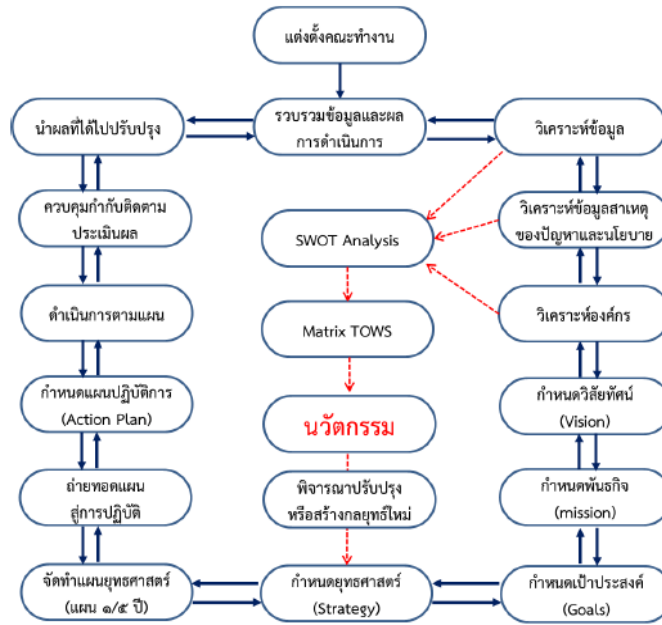 แต่งตั้งคณะทำงาน
นำผลที่ได้ไปปรับปรุง
รวบรวมข้อมูลและผล
การดำเนินการ
วิเคราะห์ข้อมูล
ควบคุมกำกับติดตาม
ประเมินผล
SWOT Analysis
วิเคราะห์ข้อมูลสาเหตุ
ของปัญหาและนโยบาย
ดำเนินการตามแผน
Matrix TOWS
วิเคราะห์องค์กร
กำหนดแผนปฏิบัติการ
(Action Plan)
นวัตกรรม
กำหนดวิสัยทัศน์
(Vision)
ถ่ายทอดแผน
สู่การปฏิบัติ
พิจารณาปรับปรุง
หรือสร้างกลยุทธ์ใหม่
กำหนดพันธกิจ
(mission)
จัดทำแผนยุทธศาสตร์
(แผน ๑/๕ ปี)
กำหนดยุทธศาสตร์
(Strategy)
กำหนดเป้าประสงค์
(Goals)